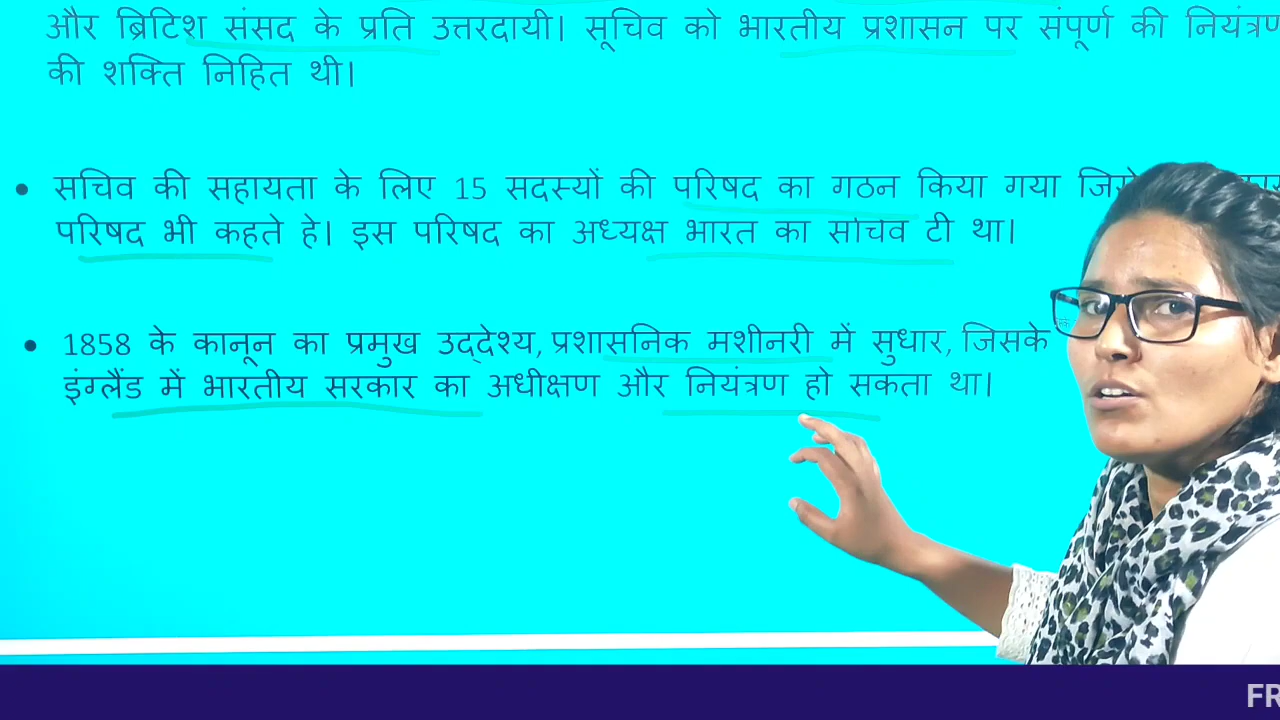 और ब्रिटिश संसद के प्रति उत्तरदायी। सूचिव को भारतीय प्रशासन पर संपूर्ण की नियंत्रण
की शक्ति निहित थी।
सचिव की सहायता के लिए 15 सदस्यों की परिषद का गठन किया गया
परिषद भी कहते हे। इस परिषद का अध्यक्ष भारत का सचिव टी था।
1858 के कानून का प्रमुख उद्देश्य, प्रशासनिक मशीनरी में सुधार, जिसके
इंग्लैंड में भारतीय सरकार का अधीक्षण और नियंत्रण हो सकता था।
FR